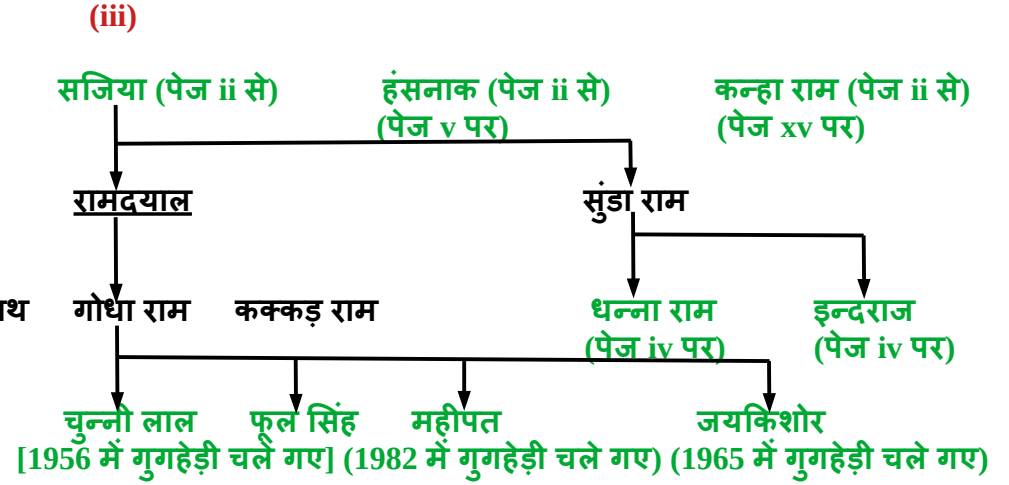 (iii)
सजिया (पेज ii से) हंसनाक (पेज ii से) कन्हा राम (पेज ii से)
(पेज v पर) (पेज xv पर)
रामदयाल सुंडा राम
गोधा राम कक्कड़ राम धन्ना राम इन्दराज
(पेज iv पर) (पेज iv पर)
चुन्नी लाल फूल सिंह महीपत जयकिशोर
[1956 में गुगहेड़ी चले गए] (1982 में गुगहेड़ी चले गए) (1965 में गुगहेड़ी चले गए)